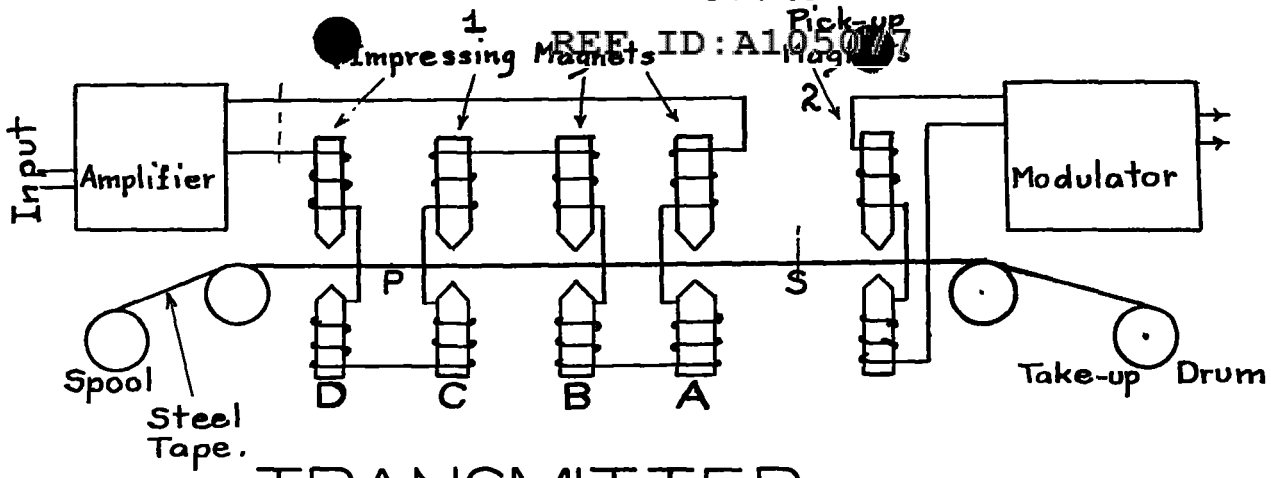 1
Pick-up
REF ID:A105077
Impressing Magnets
Magnets
2
Input
Amplifier
Modulator
P
S
Spool
D
C
B
A
Take-up Drum
Steel
Tape.
TRANSMITTER